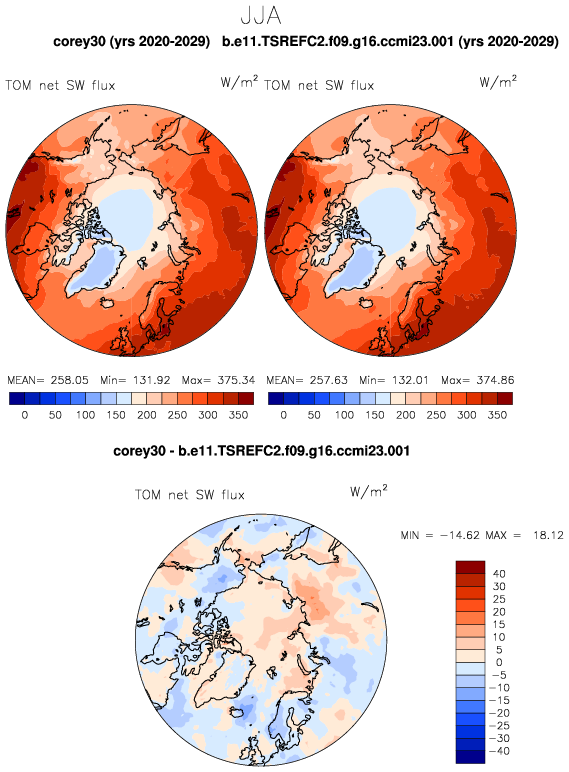 JJA
corey30 (yrs 2020-2029) b.e11.TSREFC2.f09.g16.ccmi23.001 (yrs 2020-2029)
TOM net SW flux W/m² TOM net SW flux W/m²
MEAN= 258.05 Min= 131.92 Max= 375.34 MEAN= 257.63 Min= 132.01 Max= 374.86
0 50 100 150 200 250 300 350 0 50 100 150 200 250 300 350
corey30 - b.e11.TSREFC2.f09.g16.ccmi23.001
TOM net SW flux W/m²
MIN = -14.62 MAX = 18.12
40
30
25
20
15
10
5
0
-5
-10
-15
-20
-25
-30
-40